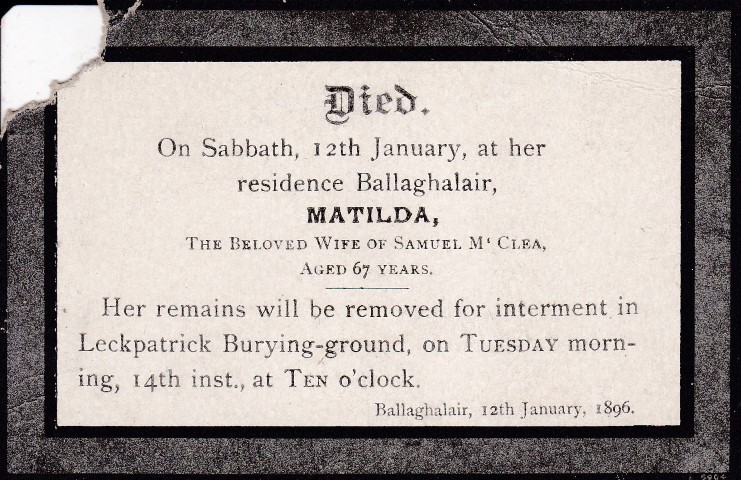 Died.
On Sabbath, 12th January, at her
residence Ballaghalair,
MATILDA,
THE BELOVED WIFE OF SAMUEL Mᶜ CLEA,
AGED 67 YEARS.
Her remains will be removed for interment in
Leckpatrick Burying-ground, on TUESDAY morn-
ing, 14th inst., at TEN o'clock.
Ballaghalair, 12th January, 1896.